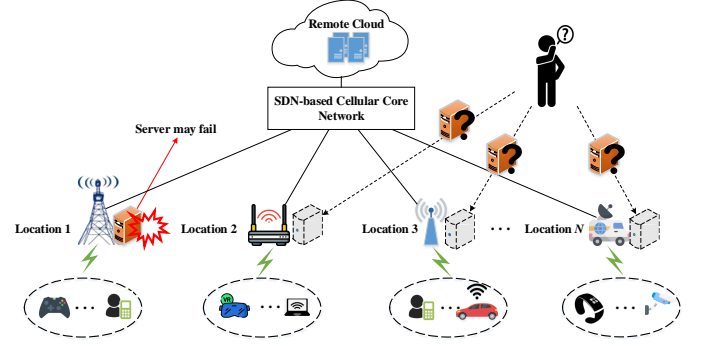 Remote Cloud
?
SDN-based Cellular Core
Network
Server may fail
?
?
?
Location 1
Location 2
Location 3
...
Location N
...
VR
...
...
...